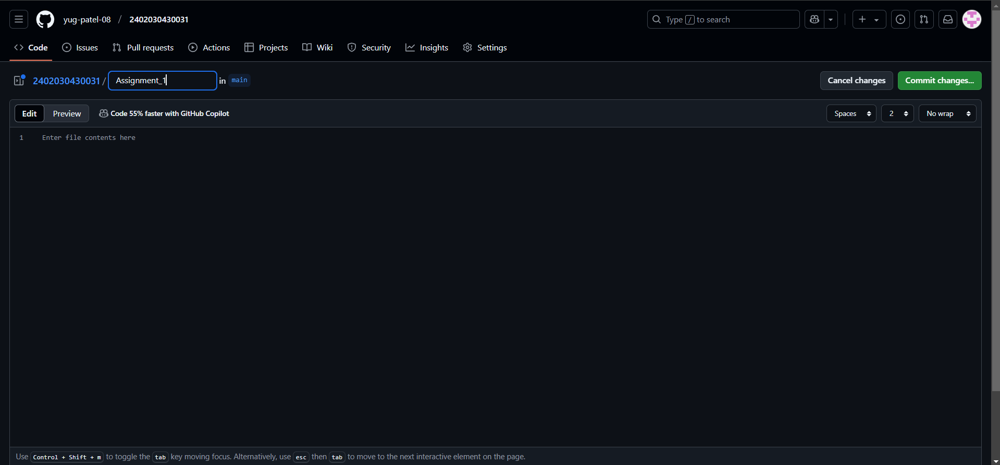 yug-patel-08 / 2402030430031
Type / to search
Code Issues Pull requests Actions Projects Wiki Security Insights Settings
2402030430031 / Assignment_1 in main
Cancel changes Commit changes...
Edit Preview Code 55% faster with GitHub Copilot
Spaces 2 No wrap
1 Enter file contents here
Use Control + Shift + m to toggle the tab key moving focus. Alternatively, use esc then tab to move to the next interactive element on the page.